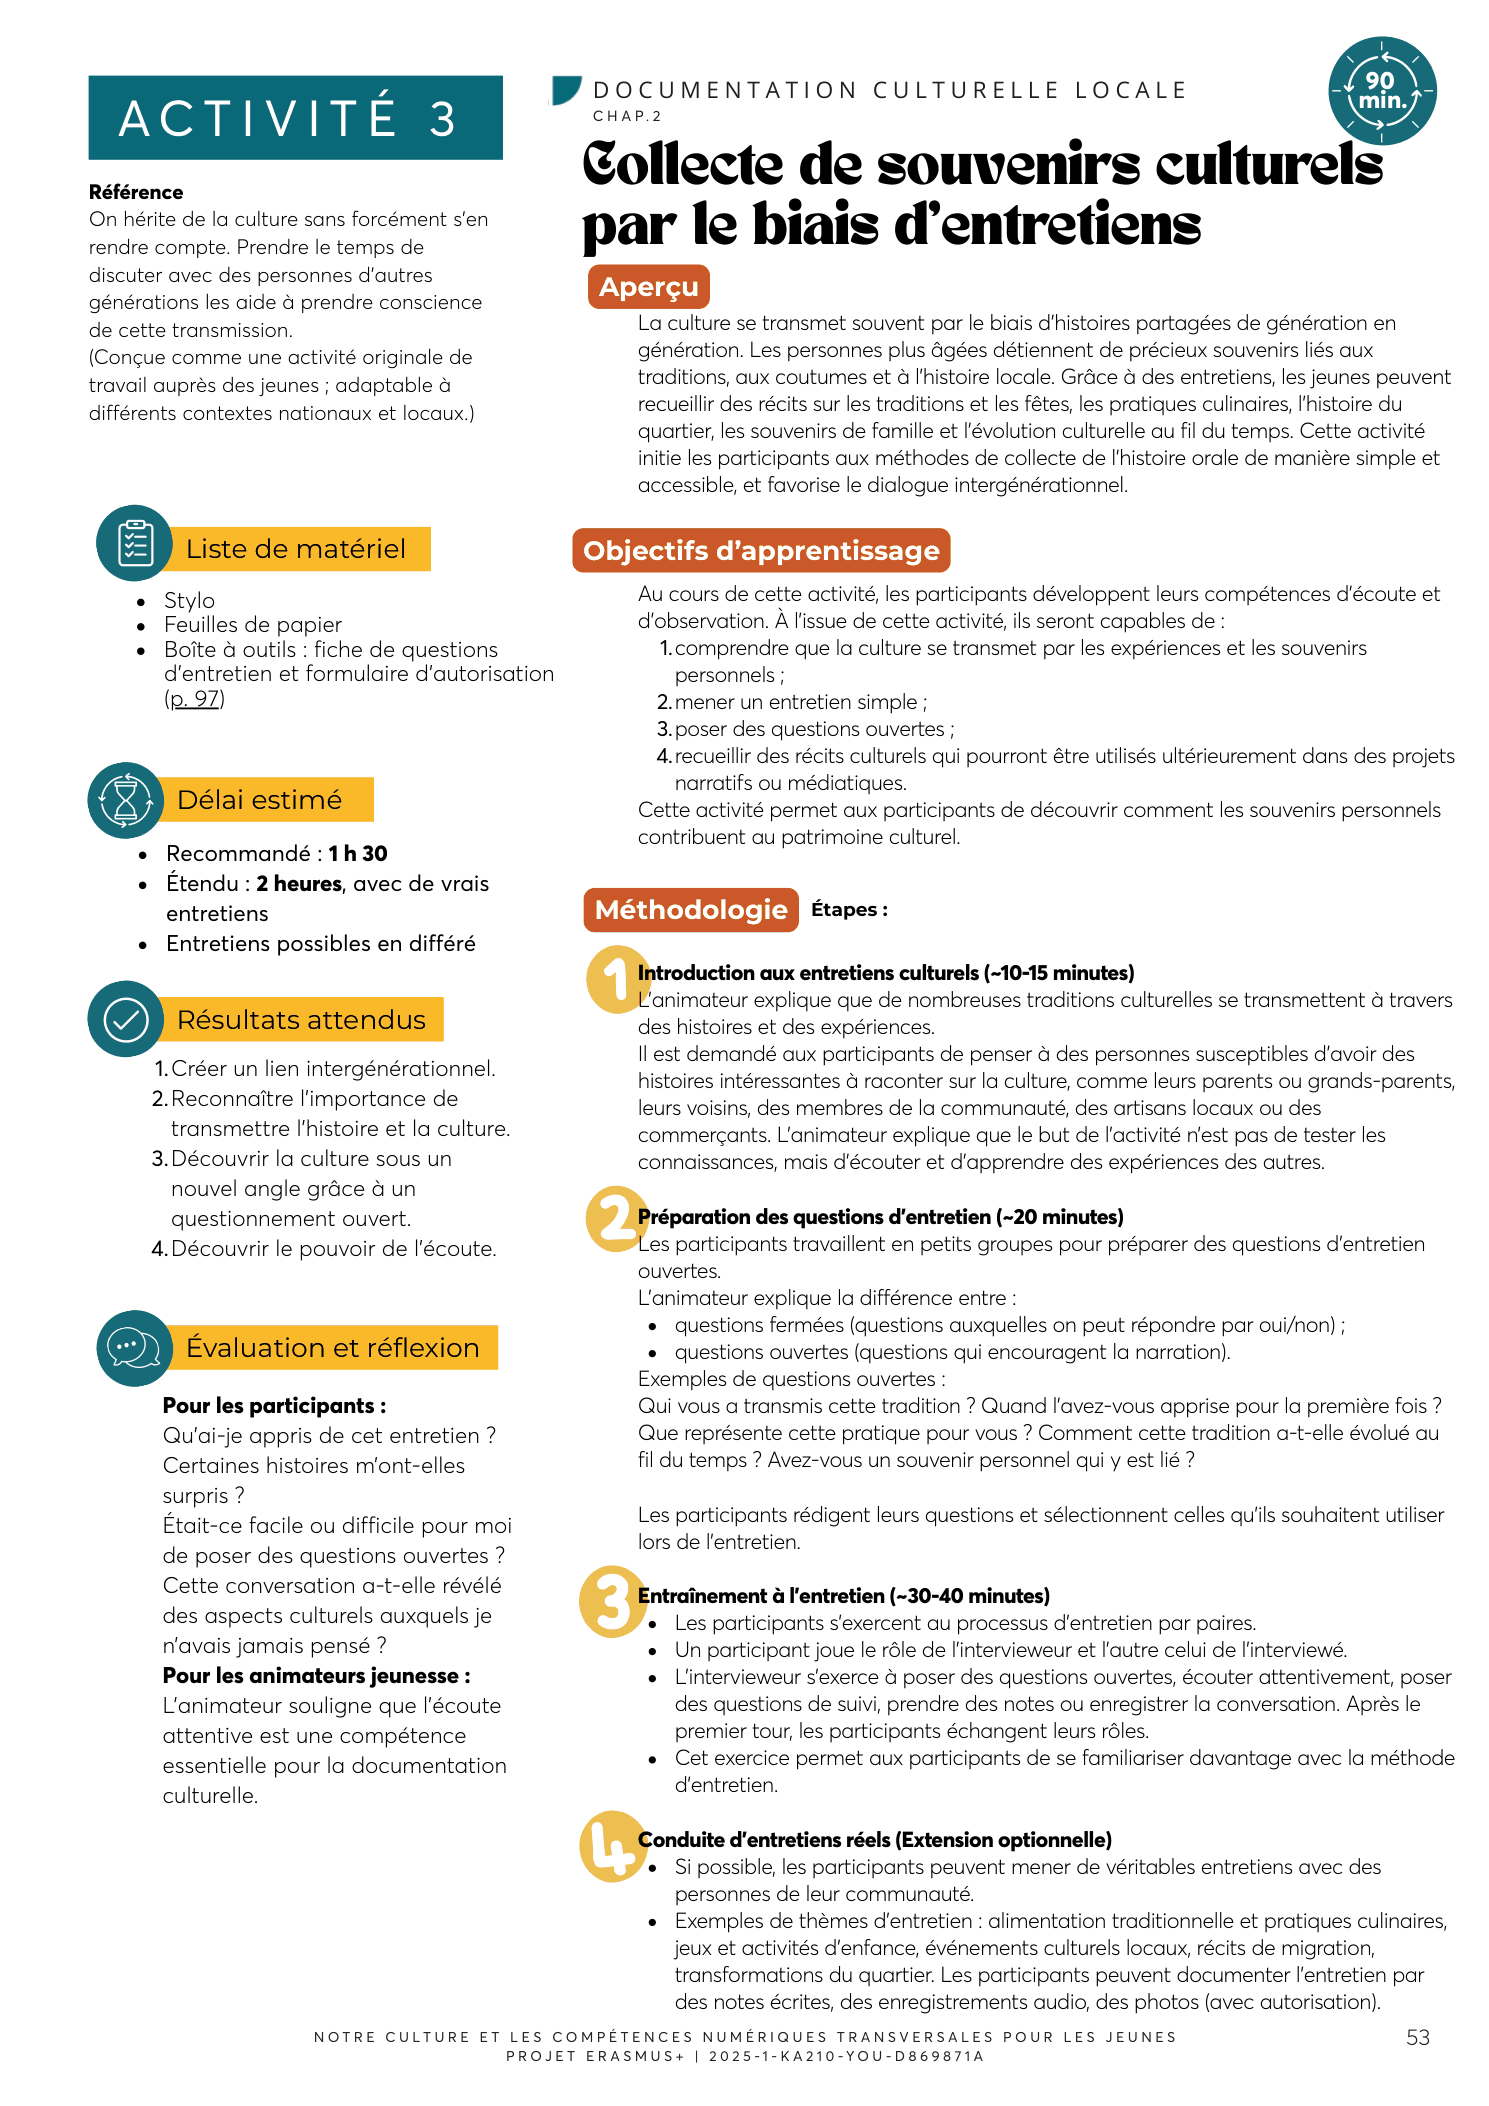 ACTIVITÉ 3
Référence
On hérite de la culture sans forcément s'en
rendre compte. Prendre le temps de
discuter avec des personnes d'autres
générations les aide à prendre conscience
de cette transmission.
(Conçue comme une activité originale de
travail auprès des jeunes ; adaptable à
différents contextes nationaux et locaux.)
Liste de matériel
• Stylo
• Feuilles de papier
• Boîte à outils : fiche de questions
d'entretien et formulaire d'autorisation
(p. 97)
Délai estimé
• Recommandé : 1 h 30
• Étendu : 2 heures, avec de vrais
entretiens
• Entretiens possibles en différé
Résultats attendus
1. Créer un lien intergénérationnel.
2. Reconnaître l'importance de
transmettre l'histoire et la culture.
3. Découvrir la culture sous un
nouvel angle grâce à un
questionnement ouvert.
4. Découvrir le pouvoir de l'écoute.
Évaluation et réflexion
Pour les participants :
Qu'ai-je appris de cet entretien ?
Certaines histoires m'ont-elles
surpris ?
Était-ce facile ou difficile pour moi
de poser des questions ouvertes ?
Cette conversation a-t-elle révélé
des aspects culturels auxquels je
n'avais jamais pensé ?
Pour les animateurs jeunesse :
L'animateur souligne que l'écoute
attentive est une compétence
essentielle pour la documentation
culturelle.
DOCUMENTATION CULTURELLE LOCALE
CHAP.2
90
min.
Collecte de souvenirs culturels
par le biais d'entretiens
Aperçu
La culture se transmet souvent par le biais d'histoires partagées de génération en
génération. Les personnes plus âgées détiennent de précieux souvenirs liés aux
traditions, aux coutumes et à l'histoire locale. Grâce à des entretiens, les jeunes peuvent
recueillir des récits sur les traditions et les fêtes, les pratiques culinaires, l'histoire du
quartier, les souvenirs de famille et l'évolution culturelle au fil du temps. Cette activité
initie les participants aux méthodes de collecte de l'histoire orale de manière simple et
accessible, et favorise le dialogue intergénérationnel.
Objectifs d'apprentissage
Au cours de cette activité, les participants développent leurs compétences d'écoute et
d'observation. À l'issue de cette activité, ils seront capables de :
1. comprendre que la culture se transmet par les expériences et les souvenirs
personnels ;
2. mener un entretien simple ;
3. poser des questions ouvertes ;
4. recueillir des récits culturels qui pourront être utilisés ultérieurement dans des projets
narratifs ou médiatiques.
Cette activité permet aux participants de découvrir comment les souvenirs personnels
contribuent au patrimoine culturel.
Méthodologie Étapes :
1 Introduction aux entretiens culturels (~10-15 minutes)
L'animateur explique que de nombreuses traditions culturelles se transmettent à travers
des histoires et des expériences.
Il est demandé aux participants de penser à des personnes susceptibles d'avoir des
histoires intéressantes à raconter sur la culture, comme leurs parents ou grands-parents,
leurs voisins, des membres de la communauté, des artisans locaux ou des
commerçants. L'animateur explique que le but de l'activité n'est pas de tester les
connaissances, mais d'écouter et d'apprendre des expériences des autres.
2 Préparation des questions d'entretien (~20 minutes)
Les participants travaillent en petits groupes pour préparer des questions d'entretien
ouvertes.
L'animateur explique la différence entre :
• questions fermées (questions auxquelles on peut répondre par oui/non) ;
• questions ouvertes (questions qui encouragent la narration).
Exemples de questions ouvertes :
Qui vous a transmis cette tradition ? Quand l'avez-vous apprise pour la première fois ?
Que représente cette pratique pour vous ? Comment cette tradition a-t-elle évolué au
fil du temps ? Avez-vous un souvenir personnel qui y est lié ?
Les participants rédigent leurs questions et sélectionnent celles qu'ils souhaitent utiliser
lors de l'entretien.
3 Entraînement à l'entretien (~30-40 minutes)
• Les participants s'exercent au processus d'entretien par paires.
• Un participant joue le rôle de l'intervieweur et l'autre celui de l'interviewé.
• L'intervieweur s'exerce à poser des questions ouvertes, écouter attentivement, poser
des questions de suivi, prendre des notes ou enregistrer la conversation. Après le
premier tour, les participants échangent leurs rôles.
• Cet exercice permet aux participants de se familiariser davantage avec la méthode
d'entretien.
4 Conduite d'entretiens réels (Extension optionnelle)
• Si possible, les participants peuvent mener de véritables entretiens avec des
personnes de leur communauté.
• Exemples de thèmes d'entretien : alimentation traditionnelle et pratiques culinaires,
jeux et activités d'enfance, événements culturels locaux, récits de migration,
transformations du quartier. Les participants peuvent documenter l'entretien par
des notes écrites, des enregistrements audio, des photos (avec autorisation).
NOTRE CULTURE ET LES COMPÉTENCES NUMÉRIQUES TRANSVERSALES POUR LES JEUNES
PROJET ERASMUS+ | 2025-1-KA210-YOU-D869871A
53